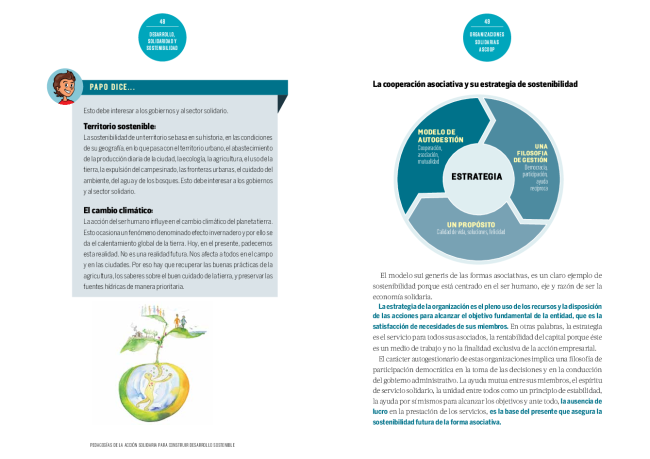 48
DESARROLLO,
SOLIDARIDAD Y
SOSTENIBILIDAD
PAPO DICE...
Esto debe interesar a los gobiernos y al sector solidario.
Territorio sostenible:
La sostenibilidad de un territorio se basa en su historia, en las condiciones
de su geografía, en lo que pasa con el territorio urbano, el abastecimiento
de la producción diaria de la ciudad, la ecología, la agricultura, el uso de la
tierra, la expulsión del campesinado, las fronteras urbanas, el cuidado del
ambiente, del agua y de los bosques. Esto debe interesar a los gobiernos
y al sector solidario.
El cambio climático:
La acción del ser humano influye en el cambio climático del planeta tierra.
Esto ocasiona un fenómeno denominado efecto invernadero y por ello se
da el calentamiento global de la tierra. Hoy, en el presente, padecemos
esta realidad. No es una realidad futura. Nos afecta a todos en el campo
y en las ciudades. Por eso hay que recuperar las buenas prácticas de la
agricultura, los saberes sobre el buen cuidado de la tierra, y preservar las
fuentes hídricas de manera prioritaria.
PEDAGOGÍAS DE LA ACCIÓN SOLIDARIA PARA CONSTRUIR DESARROLLO SOSTENIBLE
49
ORGANIZACIONES
SOLIDARIAS
ASCOOP
La cooperación asociativa y su estrategia de sostenibilidad
MODELO DE
AUTOGESTIÓN
Cooperación,
asociación,
mutualidad
UNA
FILOSOFÍA
DE GESTIÓN
Democracia,
participación,
ayuda
recíproca
ESTRATEGIA
UN PROPÓSITO
Calidad de vida, soluciones, felicidad
El modelo sui generis de las formas asociativas, es un claro ejemplo de
sostenibilidad porque está centrado en el ser humano, eje y razón de ser la
economía solidaria.
La estrategia de la organización es el pleno uso de los recursos y la disposición
de las acciones para alcanzar el objetivo fundamental de la entidad, que es la
satisfacción de necesidades de sus miembros. En otras palabras, la estrategia
es el servicio para todos sus asociados, la rentabilidad del capital porque éste
es un medio de trabajo y no la finalidad exclusiva de la acción empresarial.
El carácter autogestionario de estas organizaciones implica una filosofía de
participación democrática en la toma de las decisiones y en la conducción
del gobierno administrativo. La ayuda mutua entre sus miembros, el espíritu
de servicio solidario, la unidad entre todos como un principio de estabilidad,
la ayuda por sí mismos para alcanzar los objetivos y ante todo, la ausencia de
lucro en la prestación de los servicios, es la base del presente que asegura la
sostenibilidad futura de la forma asociativa.